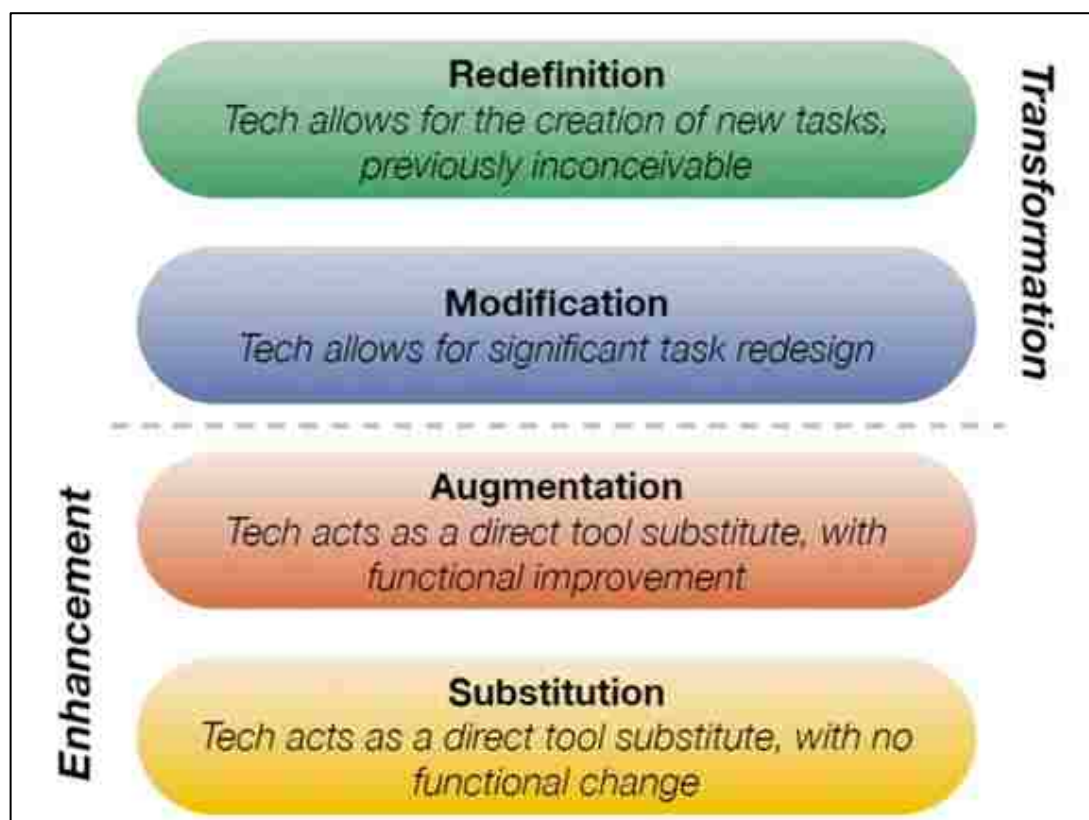 Redefinition
Tech allows for the creation of new tasks,
previously inconceivable
Transformation
Modification
Tech allows for significant task redesign
Augmentation
Tech acts as a direct tool substitute, with
functional improvement
Enhancement
Substitution
Tech acts as a direct tool substitute, with no
functional change